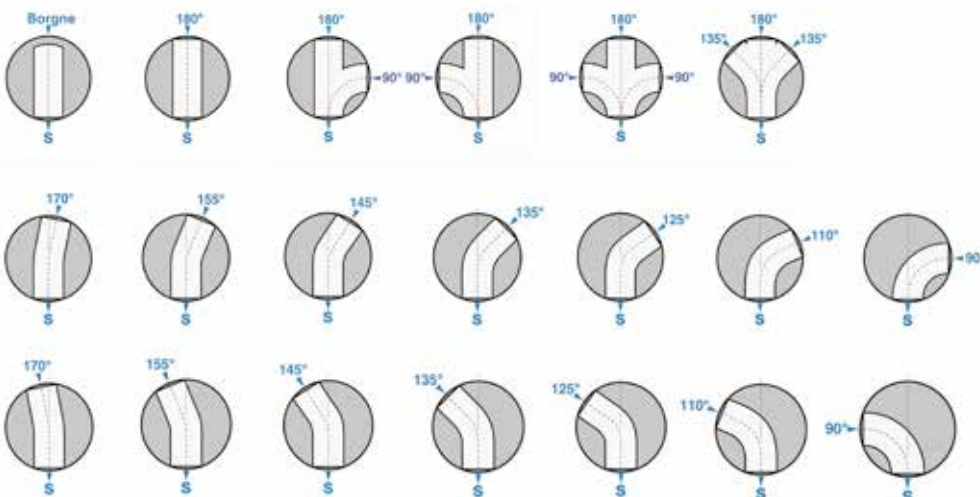 Borgne 180° 180° 180° 180° 180°
135° 135°
90° 90° 90° 90°
S S S S S S
170° 155° 145° 135° 125° 110° 90
S S S S S S S
170° 155° 145° 135° 125° 110° 90°
S S S S S S S